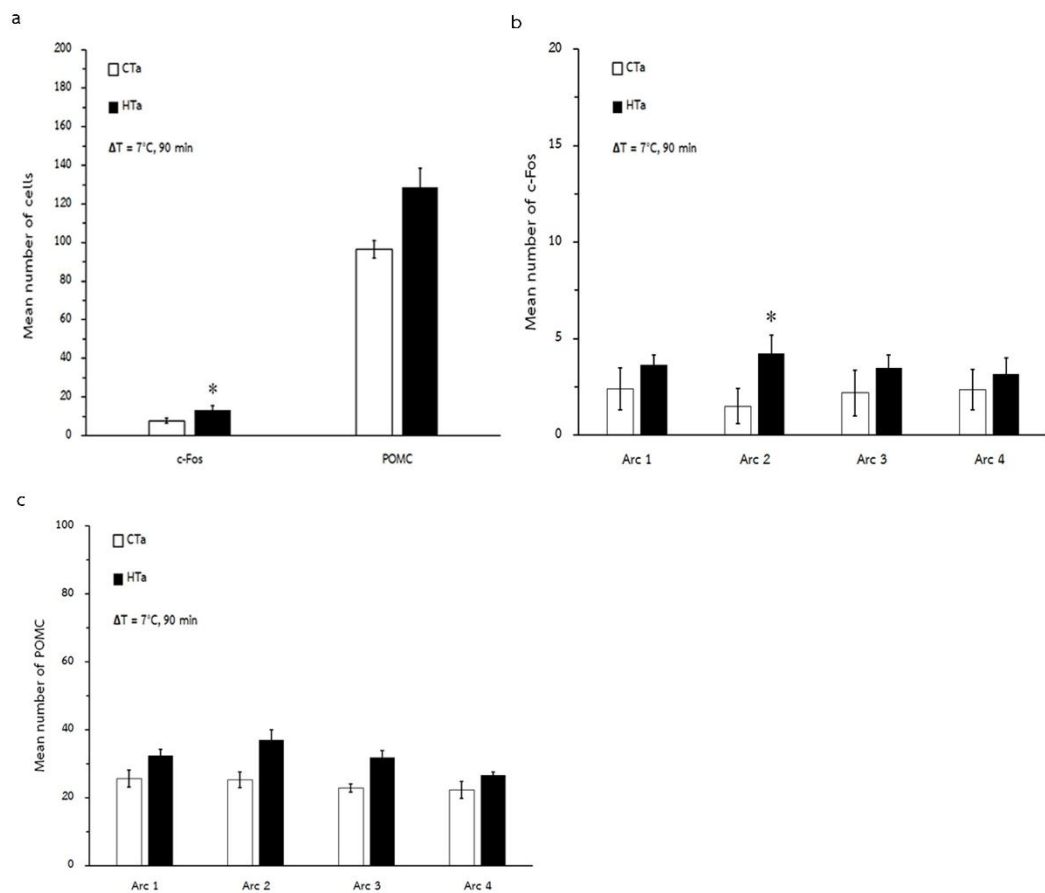 a
Mean number of cells
200
190
180
170
160
140
120
100
80
60
40
20
10
0
CTa
HTa
ΔT = 7°C, 90 min
*
c-Fos
POMC
b
Mean number of c-Fos
20
15
10
5
0
CTa
HTa
ΔT = 7°C, 90 min
*
Arc 1
Arc 2
Arc 3
Arc 4
c
Mean number of POMC
100
80
60
40
20
0
CTa
HTa
ΔT = 7°C, 90 min
Arc 1
Arc 2
Arc 3
Arc 4